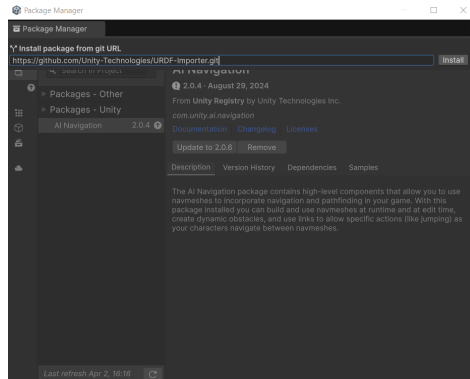 Package Manager
Package Manager
Install package from git URL
https://github.com/Unity-Technologies/URDF-Importer.git
Install
Search in Project
AI Navigation
2.0.4 · August 29, 2024
From Unity Registry by Unity Technologies Inc.
com.unity.ai.navigation
Documentation Changelog Licenses
Update to 2.0.6 Remove
Description Version History Dependencies Samples
The AI Navigation package contains high-level components that allow you to use
navmeshes to incorporate navigation and pathfinding in your game. With this
package installed you can build and use navmeshes at runtime and at edit time,
create dynamic obstacles, and use links to allow specific actions (like jumping) as
your characters navigate between navmeshes.
Packages - Other
Packages - Unity
AI Navigation 2.0.4
Last refresh Apr 2, 16:16